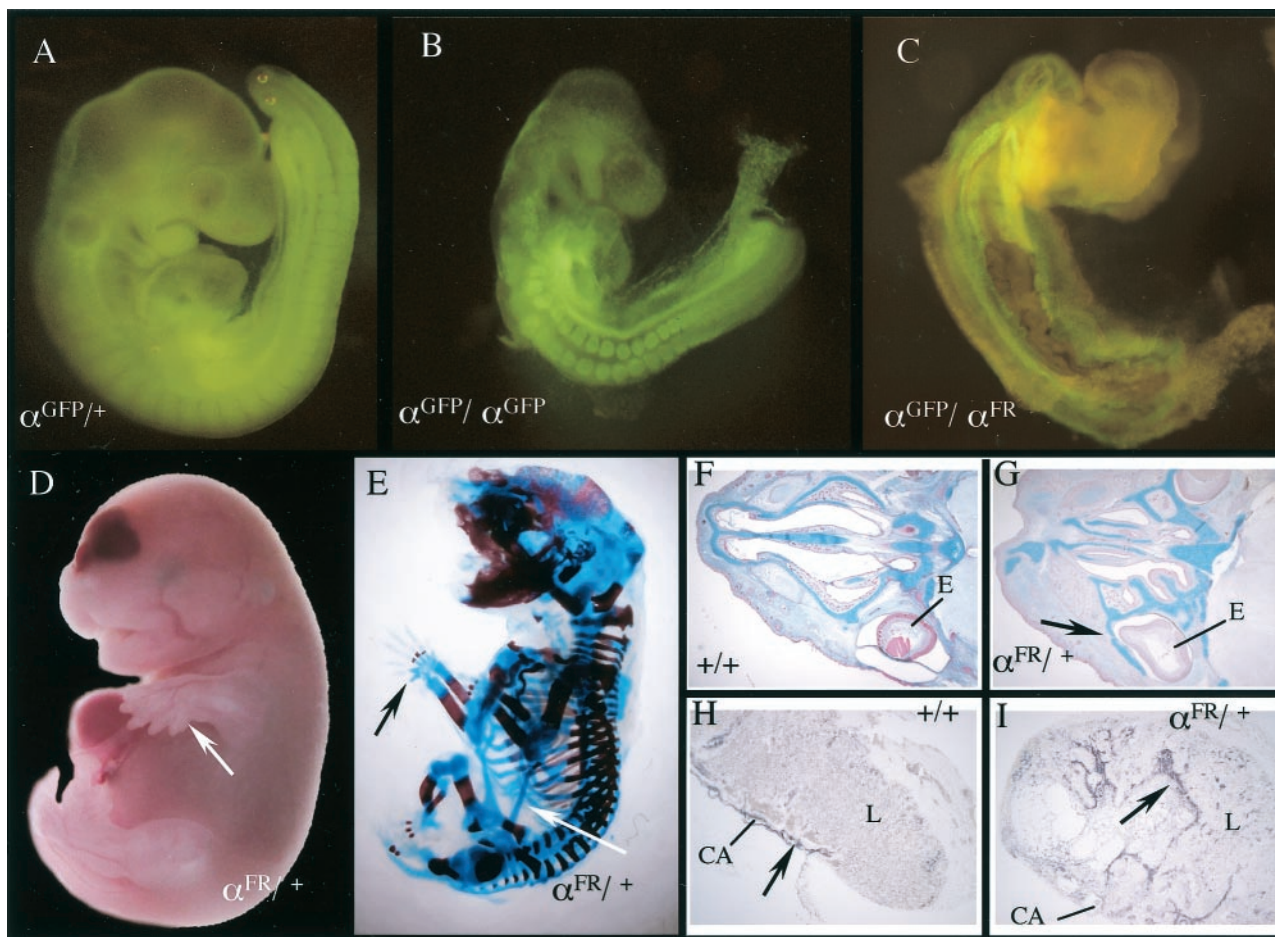 A
B
C
α^GFP/+
α^GFP/ α^GFP
α^GFP/ α^FR
D
E
F
G
E
E
+/+
α^FR/ +
H
+/+
I
α^FR/ +
L
L
CA
CA
α^FR/ +
α^FR/ +